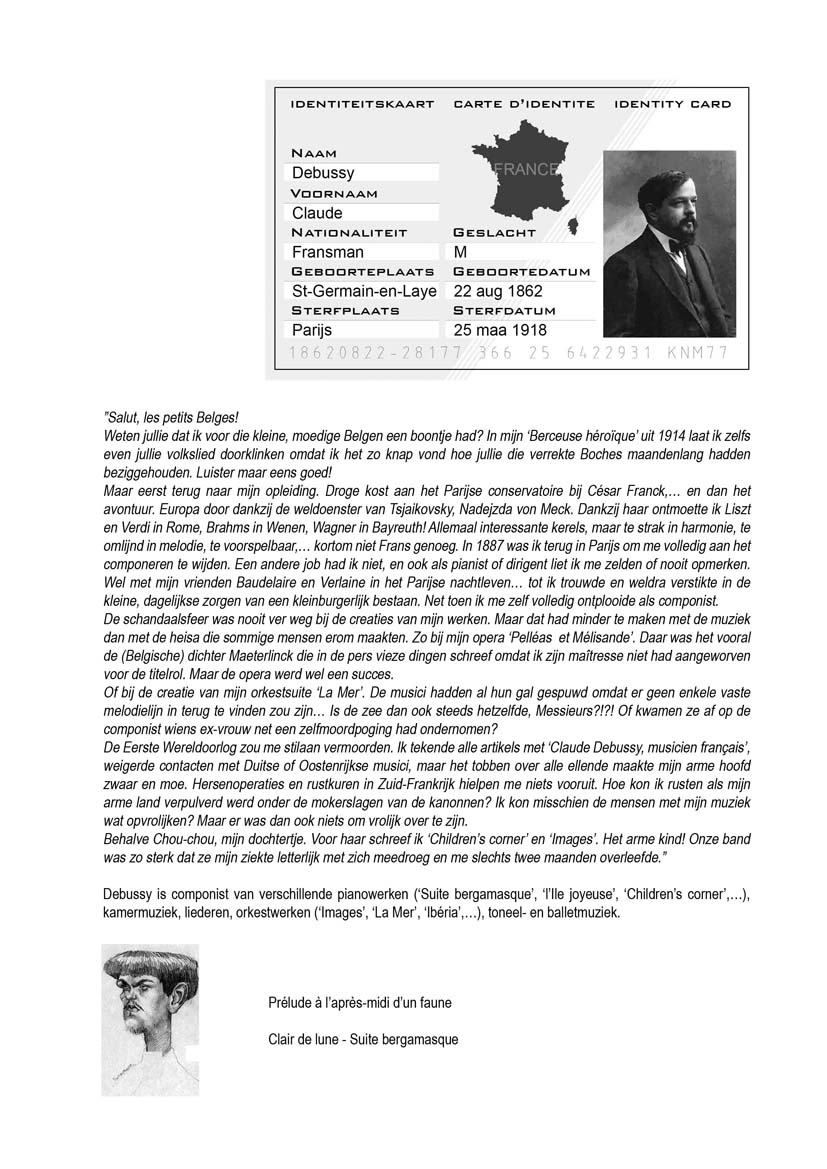 IDENTITEITSKAART CARTE D'IDENTITE IDENTITY CARD
FRANCE
NAAM
Debussy
VOORNAAM
Claude
NATIONALITEIT GESLACHT
Fransman M
GEBOORTEPLAATS GEBOORTEDATUM
St-Germain-en-Laye 22 aug 1862
STERFPLAATS STERFDATUM
Parijs 25 maa 1918
18620822-28177 366 25 6422931 KNM77
”Salut, les petits Belges!
Weten jullie dat ik voor die kleine, moedige Belgen een boontje had? In mijn ‘Berceuse héroïque’ uit 1914 laat ik zelfs
even jullie volkslied doorklinken omdat ik het zo knap vond hoe jullie die verrekte Boches maandenlang hadden
beziggehouden. Luister maar eens goed!
Maar eerst terug naar mijn opleiding. Droge kost aan het Parijse conservatoire bij César Franck,… en dan het
avontuur. Europa door dankzij de weldoenster van Tsjaikovsky, Nadejzda von Meck. Dankzij haar ontmoette ik Liszt
en Verdi in Rome, Brahms in Wenen, Wagner in Bayreuth! Allemaal interessante kerels, maar te strak in harmonie, te
omlijnd in melodie, te voorspelbaar,… kortom niet Frans genoeg. In 1887 was ik terug in Parijs om me volledig aan het
componeren te wijden. Een andere job had ik niet, en ook als pianist of dirigent liet ik me zelden of nooit opmerken.
Wel met mijn vrienden Baudelaire en Verlaine in het Parijse nachtleven… tot ik trouwde en weldra verstikte in de
kleine, dagelijkse zorgen van een kleinburgerlijk bestaan. Net toen ik me zelf volledig ontplooide als componist.
De schandaalsfeer was nooit ver weg bij de creaties van mijn werken. Maar dat had minder te maken met de muziek
dan met de heisa die sommige mensen erom maakten. Zo bij mijn opera ‘Pelléas et Mélisande’. Daar was het vooral
de (Belgische) dichter Maeterlinck die in de pers vieze dingen schreef omdat ik zijn maîtresse niet had aangeworven
voor de titelrol. Maar de opera werd wel een succes.
Of bij de creatie van mijn orkestsuite ‘La Mer’. De musici hadden al hun gal gespuwd omdat er geen enkele vaste
melodielijn in terug te vinden zou zijn… Is de zee dan ook steeds hetzelfde, Messieurs?!?! Of kwamen ze af op de
componist wiens ex-vrouw net een zelfmoordpoging had ondernomen?
De Eerste Wereldoorlog zou me stilaan vermoorden. Ik tekende alle artikels met ‘Claude Debussy, musicien français’,
weigerde contacten met Duitse of Oostenrijkse musici, maar het tobben over alle ellende maakte mijn arme hoofd
zwaar en moe. Hersenoperaties en rustkuren in Zuid-Frankrijk hielpen me niets vooruit. Hoe kon ik rusten als mijn
arme land verpulverd werd onder de mokerslagen van de kanonnen? Ik kon misschien de mensen met mijn muziek
wat opvrolijken? Maar er was dan ook niets om vrolijk over te zijn.
Behalve Chou-chou, mijn dochtertje. Voor haar schreef ik ‘Children’s corner’ en ‘Images’. Het arme kind! Onze band
was zo sterk dat ze mijn ziekte letterlijk met zich meedroeg en me slechts twee maanden overleefde.”
Debussy is componist van verschillende pianowerken (‘Suite bergamasque’, ‘l’Ile joyeuse’, ‘Children’s corner’,…),
kamermuziek, liederen, orkestwerken (‘Images’, ‘La Mer’, ‘Ibéria’,…), toneel- en balletmuziek.
Prélude à l’après-midi d’un faune
Clair de lune - Suite bergamasque